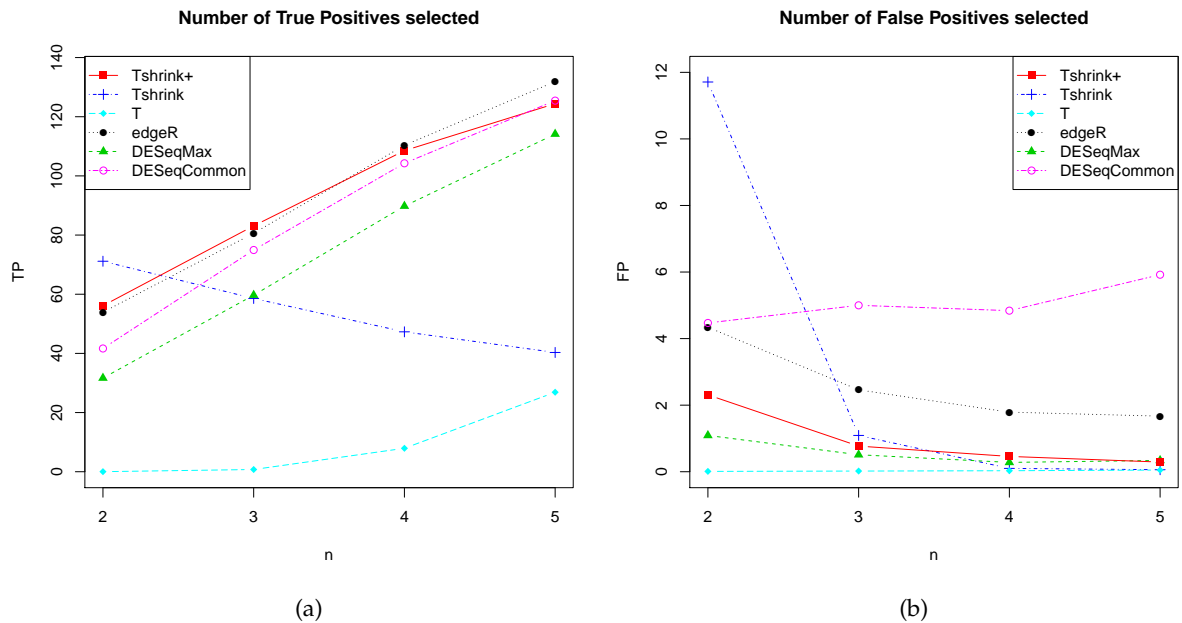 Number of True Positives selected
TP
0
20
40
60
80
100
120
140
Tshrink+
Tshrink
T
edgeR
DESeqMax
DESeqCommon
2
3
4
5
n
(a)
Number of False Positives selected
FP
0
2
4
6
8
10
12
Tshrink+
Tshrink
T
edgeR
DESeqMax
DESeqCommon
2
3
4
5
n
(b)